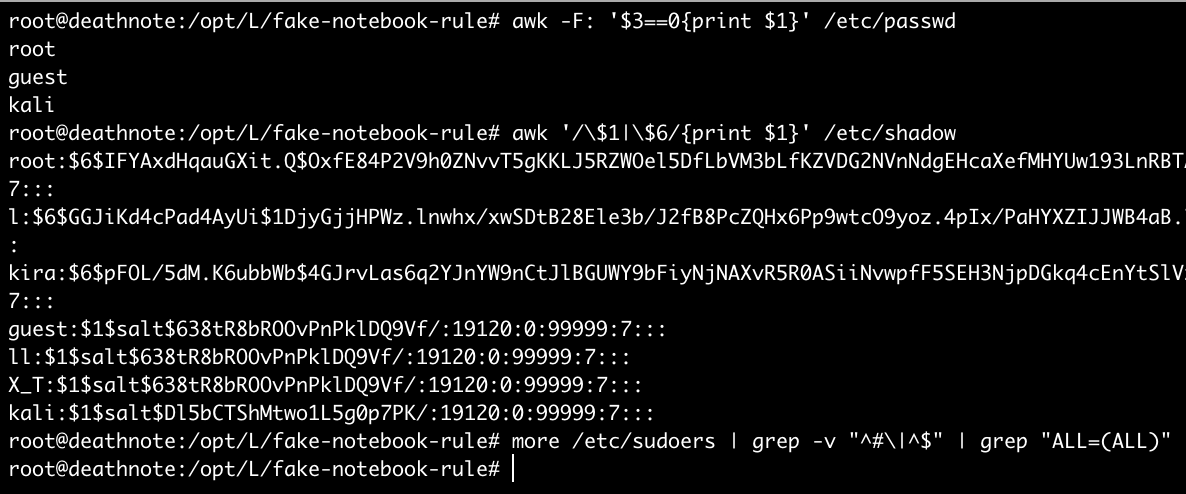 root@deathnote:/opt/L/fake-notebook-rule# awk -F: '$3==0{print $1}' /etc/passwd
root
guest
kali
root@deathnote:/opt/L/fake-notebook-rule# awk '/\$1|\$6/{print $1}' /etc/shadow
root:$6$IFYAxdHqauGXit.Q$OxfE84P2V9h0ZNvvT5gKKLJ5RZWOel5DfLbVM3bLfKZVDG2NVnNdgEHcaXefMHYUw193LnRBTA
7:::
l:$6$GGJiKd4cPad4AyUi$1DjyGjjHPWz.lnwhx/xwSDtB28Ele3b/J2fB8PcZQHx6Pp9wtcO9yoz.4pIx/PaHYXZIJJWB4aB.
:
kira:$6$pFOL/5dM.K6ubbWb$4GJrvLas6q2YJnYW9nCtJlBGUWY9bFiyNjNAXvR5R0ASiiNvwpfF5SEH3NjpDGkq4cEnYtSlV
7:::
guest:$1$salt$638tR8bROOvPnPklDQ9Vf/:19120:0:99999:7:::
ll:$1$salt$638tR8bROOvPnPklDQ9Vf/:19120:0:99999:7:::
X_T:$1$salt$638tR8bROOvPnPklDQ9Vf/:19120:0:99999:7:::
kali:$1$salt$Dl5bCTShMtwo1L5g0p7PK/:19120:0:99999:7:::
root@deathnote:/opt/L/fake-notebook-rule# more /etc/sudoers | grep -v "^#\|^$" | grep "ALL=(ALL)"
root@deathnote:/opt/L/fake-notebook-rule#